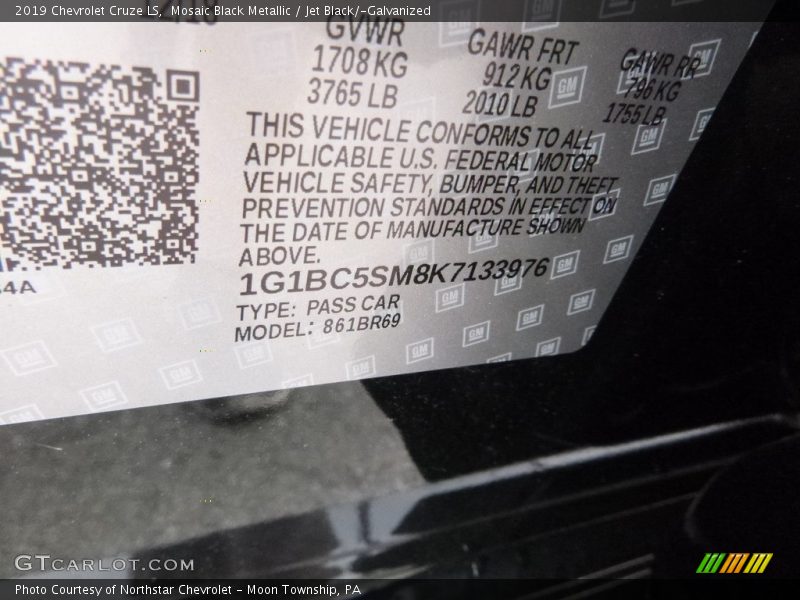 2019 Chevrolet Cruze LS, Mosaic Black Metallic / Jet Black/-Galvanized
GVWR GAWR FRT GAWR RR
1708 KG 912 KG 796 KG
3765 LB 2010 LB 1755 LB
THIS VEHICLE CONFORMS TO ALL
APPLICABLE U.S. FEDERAL MOTOR
VEHICLE SAFETY, BUMPER, AND THEFT
PREVENTION STANDARDS IN EFFECT ON
THE DATE OF MANUFACTURE SHOWN
ABOVE.
1G1BC5SM8K7133976
TYPE: PASS CAR
MODEL: 861BR69
GTcarlot.com
Photo Courtesy of Northstar Chevrolet - Moon Township, PA